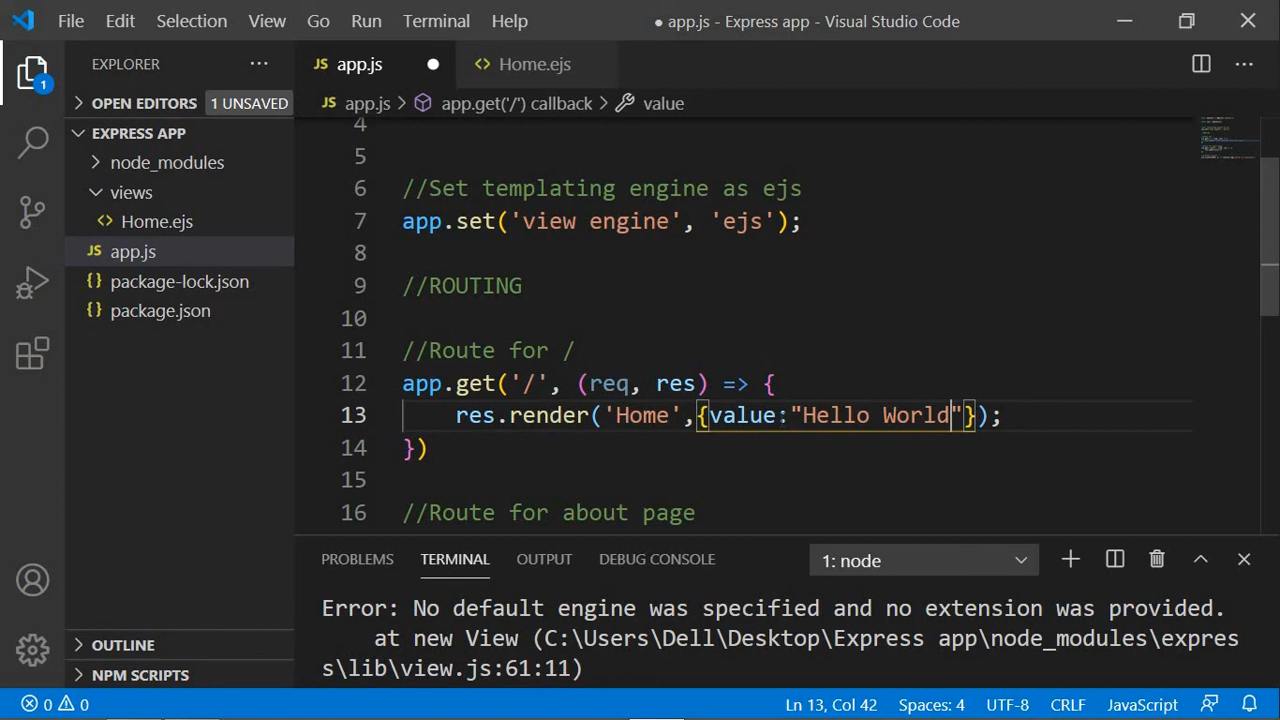 File Edit Selection View Go Run Terminal Help ● app.js - Express app - Visual Studio Code
EXPLORER ···
JS app.js ●
<> Home.ejs
1
OPEN EDITORS 1 UNSAVED
JS app.js > app.get('/') callback > value
EXPRESS APP
node_modules
views
<> Home.ejs
JS app.js
{} package-lock.json
{} package.json
OUTLINE
NPM SCRIPTS
4
5
6 //Set templating engine as ejs
7 app.set('view engine', 'ejs');
8
9 //ROUTING
10
11 //Route for /
12 app.get('/', (req, res) => {
13 res.render('Home',{value:"Hello World"});
14 })
15
16 //Route for about page
PROBLEMS TERMINAL OUTPUT DEBUG CONSOLE 1: node
Error: No default engine was specified and no extension was provided.
at new View (C:\Users\Dell\Desktop\Express app\node_modules\expres
s\lib\view.js:61:11)
0 0 Ln 13, Col 42 Spaces: 4 UTF-8 CRLF JavaScript